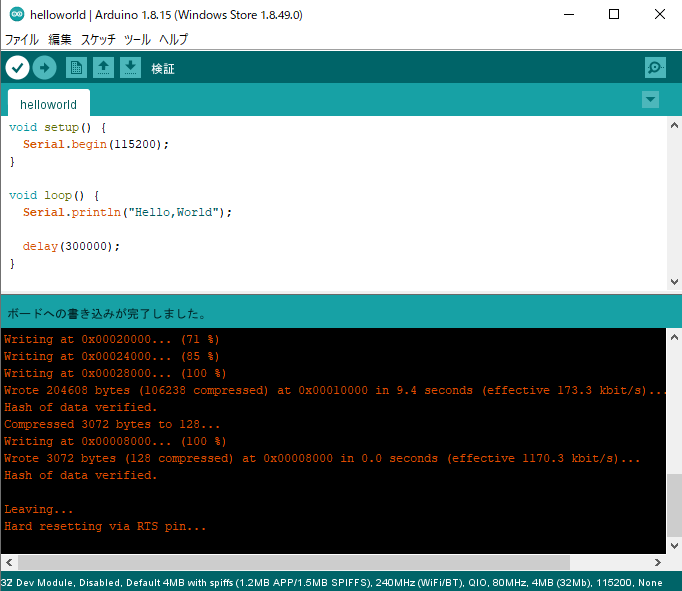 helloworld | Arduino 1.8.15 (Windows Store 1.8.49.0)
ファイル 編集 スケッチ ツール ヘルプ
検証
helloworld
void setup() {
  Serial.begin(115200);
}
void loop() {
  Serial.println("Hello,World");
  delay(300000);
}
ボードへの書き込みが完了しました。
Writing at 0x00020000... (71 %)
Writing at 0x00024000... (85 %)
Writing at 0x00028000... (100 %)
Wrote 204608 bytes (106238 compressed) at 0x00010000 in 9.4 seconds (effective 173.3 kbit/s)...
Hash of data verified.
Compressed 3072 bytes to 128...
Writing at 0x00008000... (100 %)
Wrote 3072 bytes (128 compressed) at 0x00008000 in 0.0 seconds (effective 1170.3 kbit/s)...
Hash of data verified.
Leaving...
Hard resetting via RTS pin...
32 Dev Module, Disabled, Default 4MB with spiffs (1.2MB APP/1.5MB SPIFFS), 240MHz (WiFi/BT), QIO, 80MHz, 4MB (32Mb), 115200, None